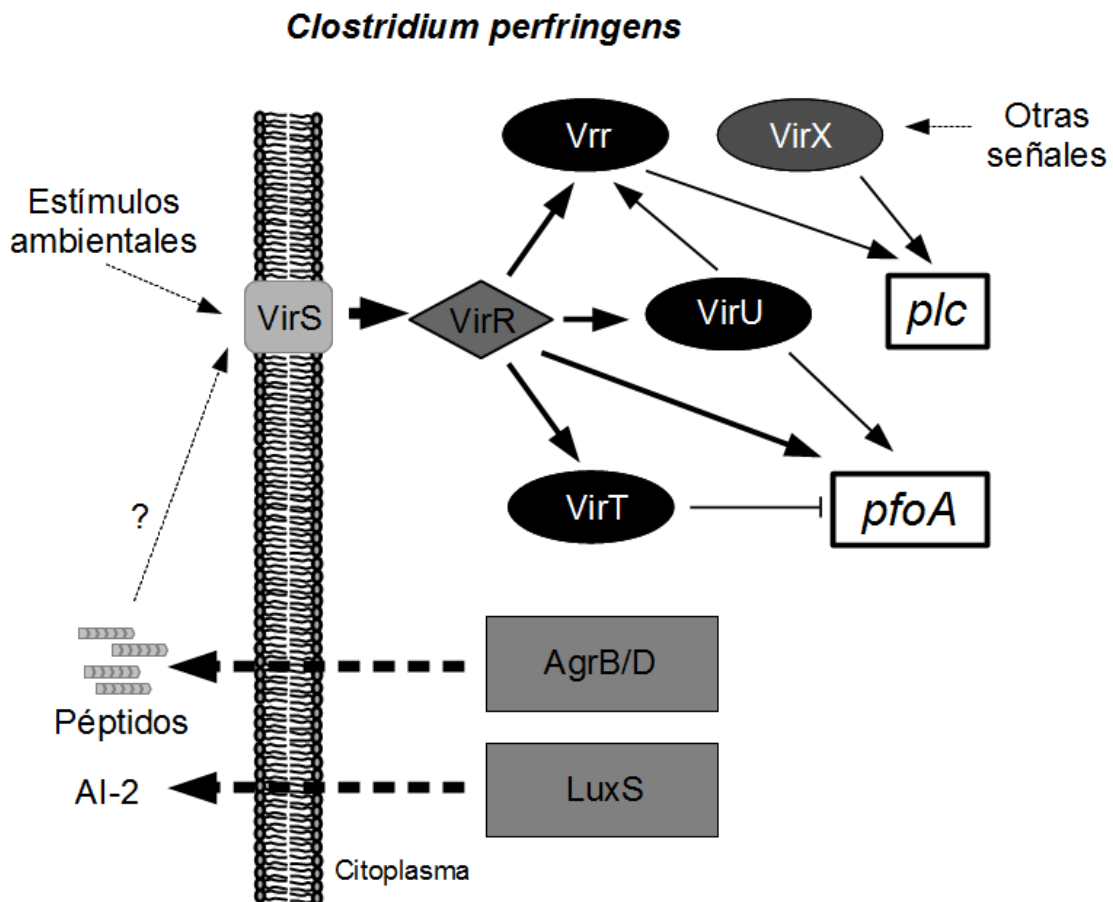 Clostridium perfringens
Vrr
VirX
Otras
señales
Estímulos
ambientales
VirS
VirR
VirU
plc
?
VirT
pfoA
AgrB/D
Péptidos
AI-2
LuxS
Citoplasma